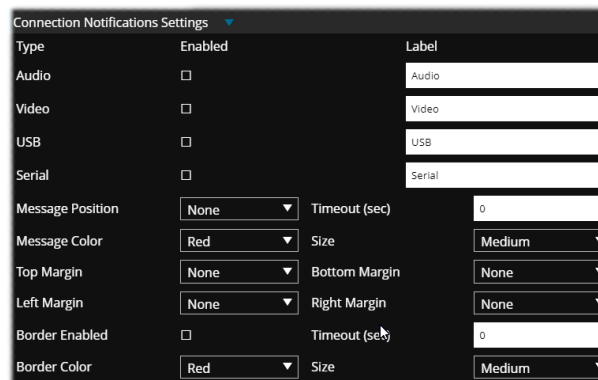 Connection Notifications Settings
Type Enabled Label
Audio Audio
Video Video
USB USB
Serial Serial
Message Position None Timeout (sec) 0
Message Color Red Size Medium
Top Margin None Bottom Margin None
Left Margin None Right Margin None
Border Enabled Timeout (sec) 0
Border Color Red Size Medium